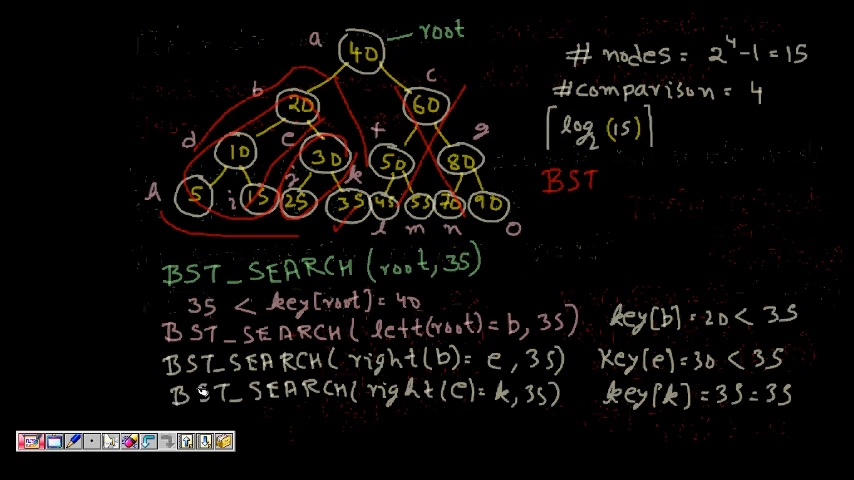 a
40
root
b
20
c
60
d
10
e
30
f
50
g
80
h
5
i
15
j
25
k
35
l
45
m
55
n
70
o
90
# nodes = 2^4 - 1 = 15
#comparison = 4
⌈log₂ (15)⌉
BST
BST_SEARCH (root, 35)
35 < key[root] = 40
BST_SEARCH ( left(root) = b, 35) key[b] = 20 < 35
BST_SEARCH ( right(b) = e , 35) Key[e] = 30 < 35
BST_SEARCH( right(e) = k, 35) key[k] = 35 = 35